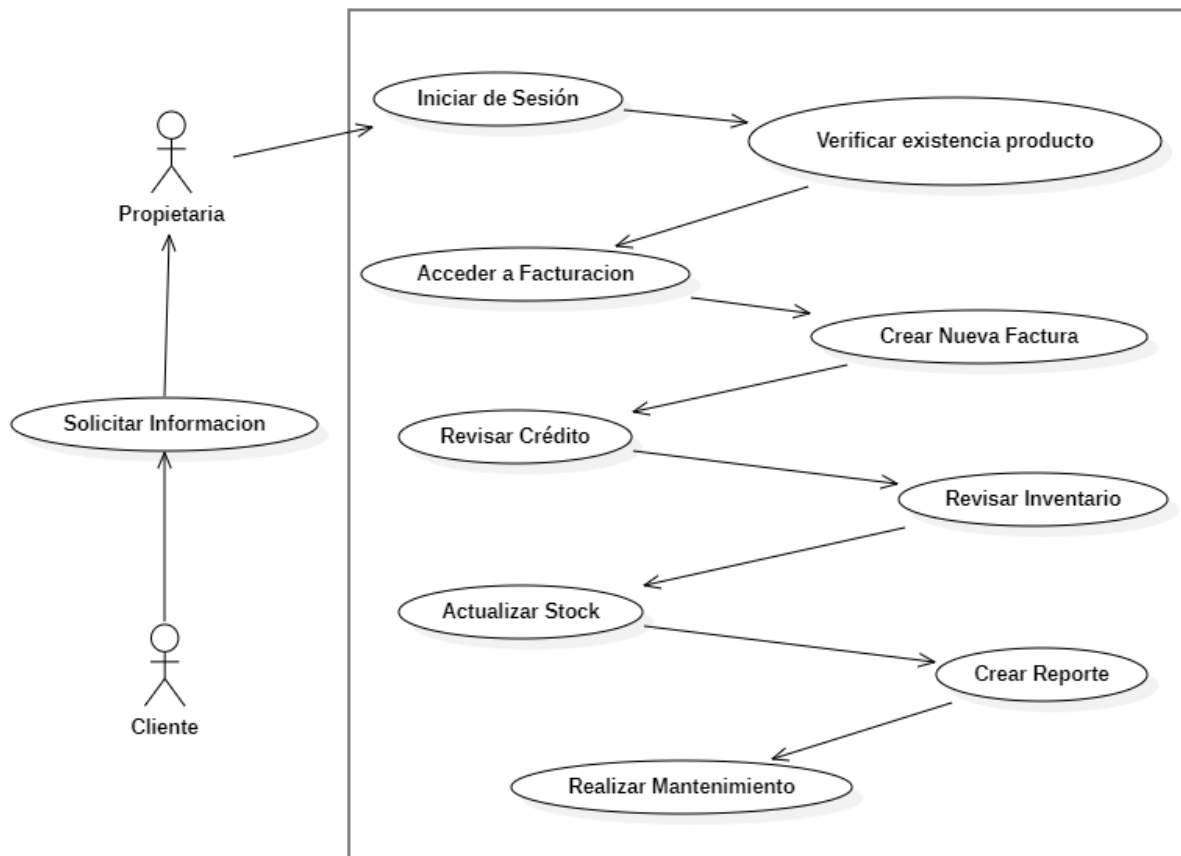 Iniciar de Sesión
Verificar existencia producto
Propietaria
Acceder a Facturacion
Crear Nueva Factura
Solicitar Informacion
Revisar Crédito
Revisar Inventario
Actualizar Stock
Crear Reporte
Cliente
Realizar Mantenimiento